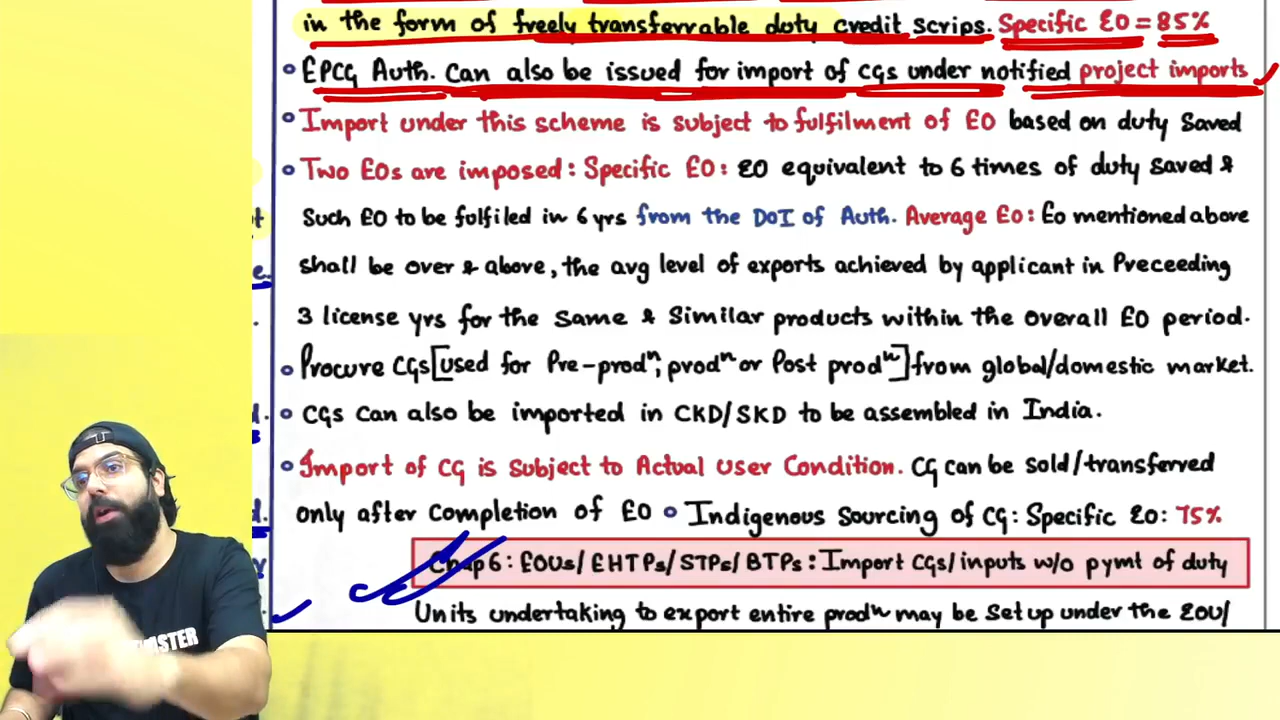 in the form of freely transferrable duty credit scrips. Specific EO = 85%
EPCG Auth. Can also be issued for import of CGs under notified project imports
Import under this scheme is subject to fulfilment of EO based on duty Saved
Two EOs are imposed: Specific EO: EO equivalent to 6 times of duty saved &
Such EO to be fulfiled in 6 yrs from the DoI of Auth. Average EO: Eo mentioned above
shall be over & above, the avg level of exports achieved by applicant in Preceeding
3 license yrs for the Same & Similar products within the overall EO period.
Procure CGs [used for Pre-prodⁿ, prodⁿ or Post prodⁿ] from global/domestic market.
CGs Can also be imported in CKD/SKD to be assembled in India.
Import of CG is Subject to Actual User Condition. CG can be sold/transferred
only after Completion of EO o Indigenous Sourcing of CG: Specific EO: 75%
Chap 6: EOUs/ EHTPs/ STPs/ BTPs: Import CGs/inputs w/o pymt of duty
Units undertaking to export entire prodⁿ may be Set up under the EOU/